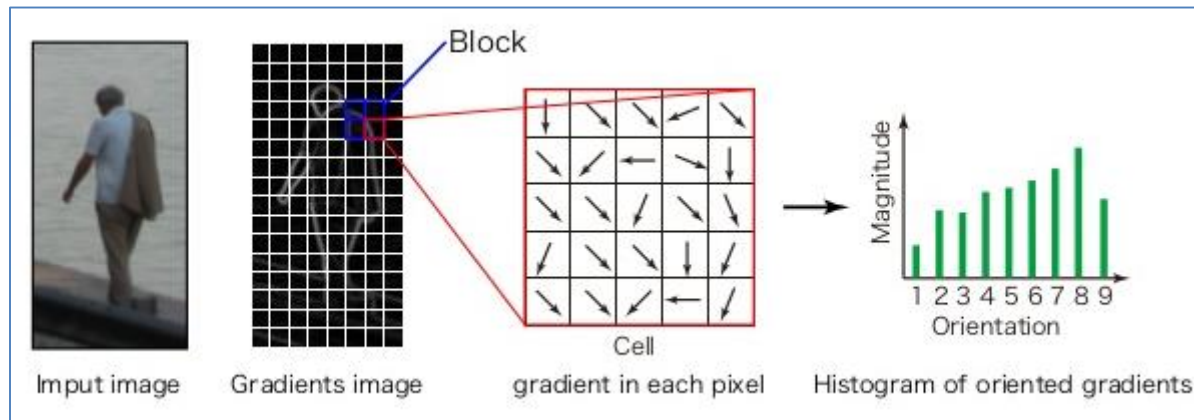 Block
Magnitude
1 2 3 4 5 6 7 8 9
Orientation
Cell
Imput image
Gradients image
gradient in each pixel
Histogram of oriented gradients